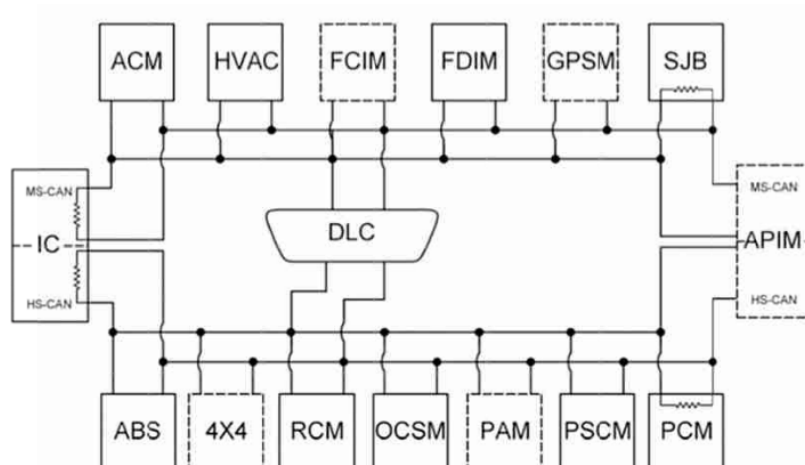 ACM HVAC FCIM FDIM GPSM SJB
MS-CAN
MS-CAN
IC
DLC
APIM
HS-CAN
HS-CAN
ABS 4X4 RCM OCSM PAM PSCM PCM